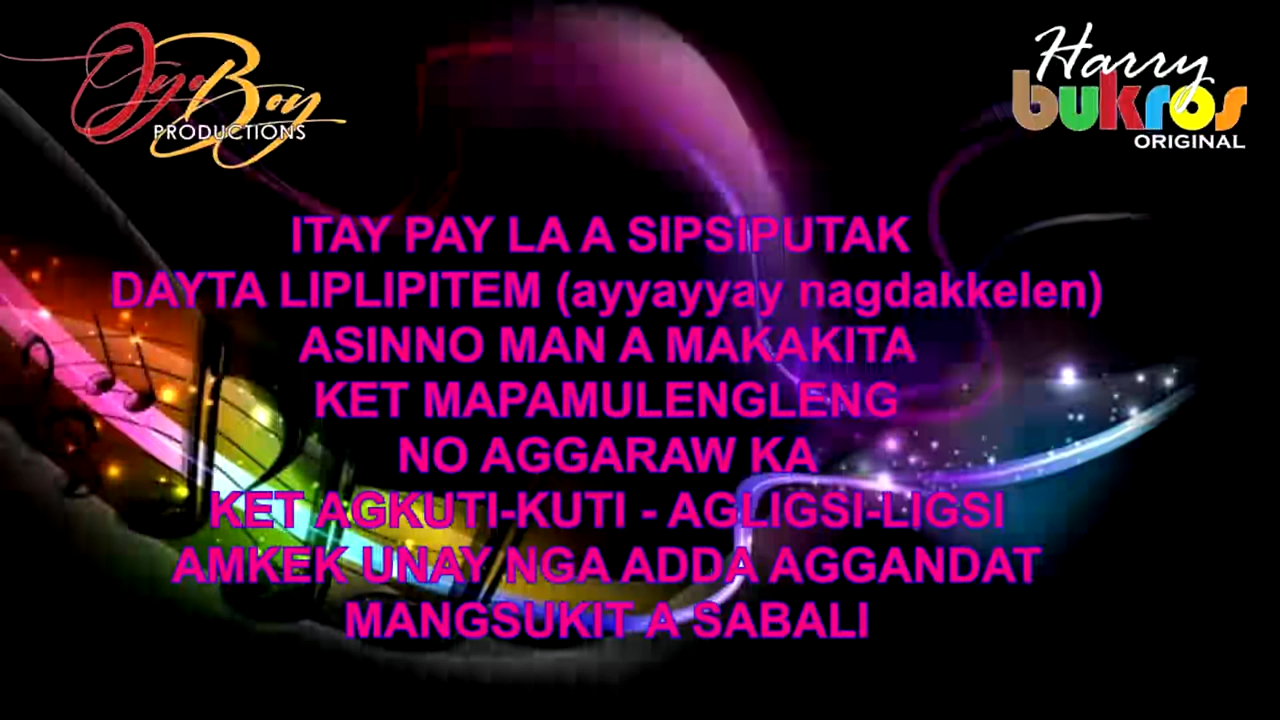 OyoBoy
PRODUCTIONS
Harry
bukros
ORIGINAL
ITAY PAY LA A SIPSIPUTAK
DAYTA LIPLIPITEM (ayyayyay nagdakkelen)
ASINNO MAN A MAKAKITA
KET MAPAMULENGLENG
NO AGGARAW KA
KET AGKUTI-KUTI - AGLIGSI-LIGSI
AMKEK UNAY NGA ADDA AGGANDAT
MANGSUKIT A SABALI